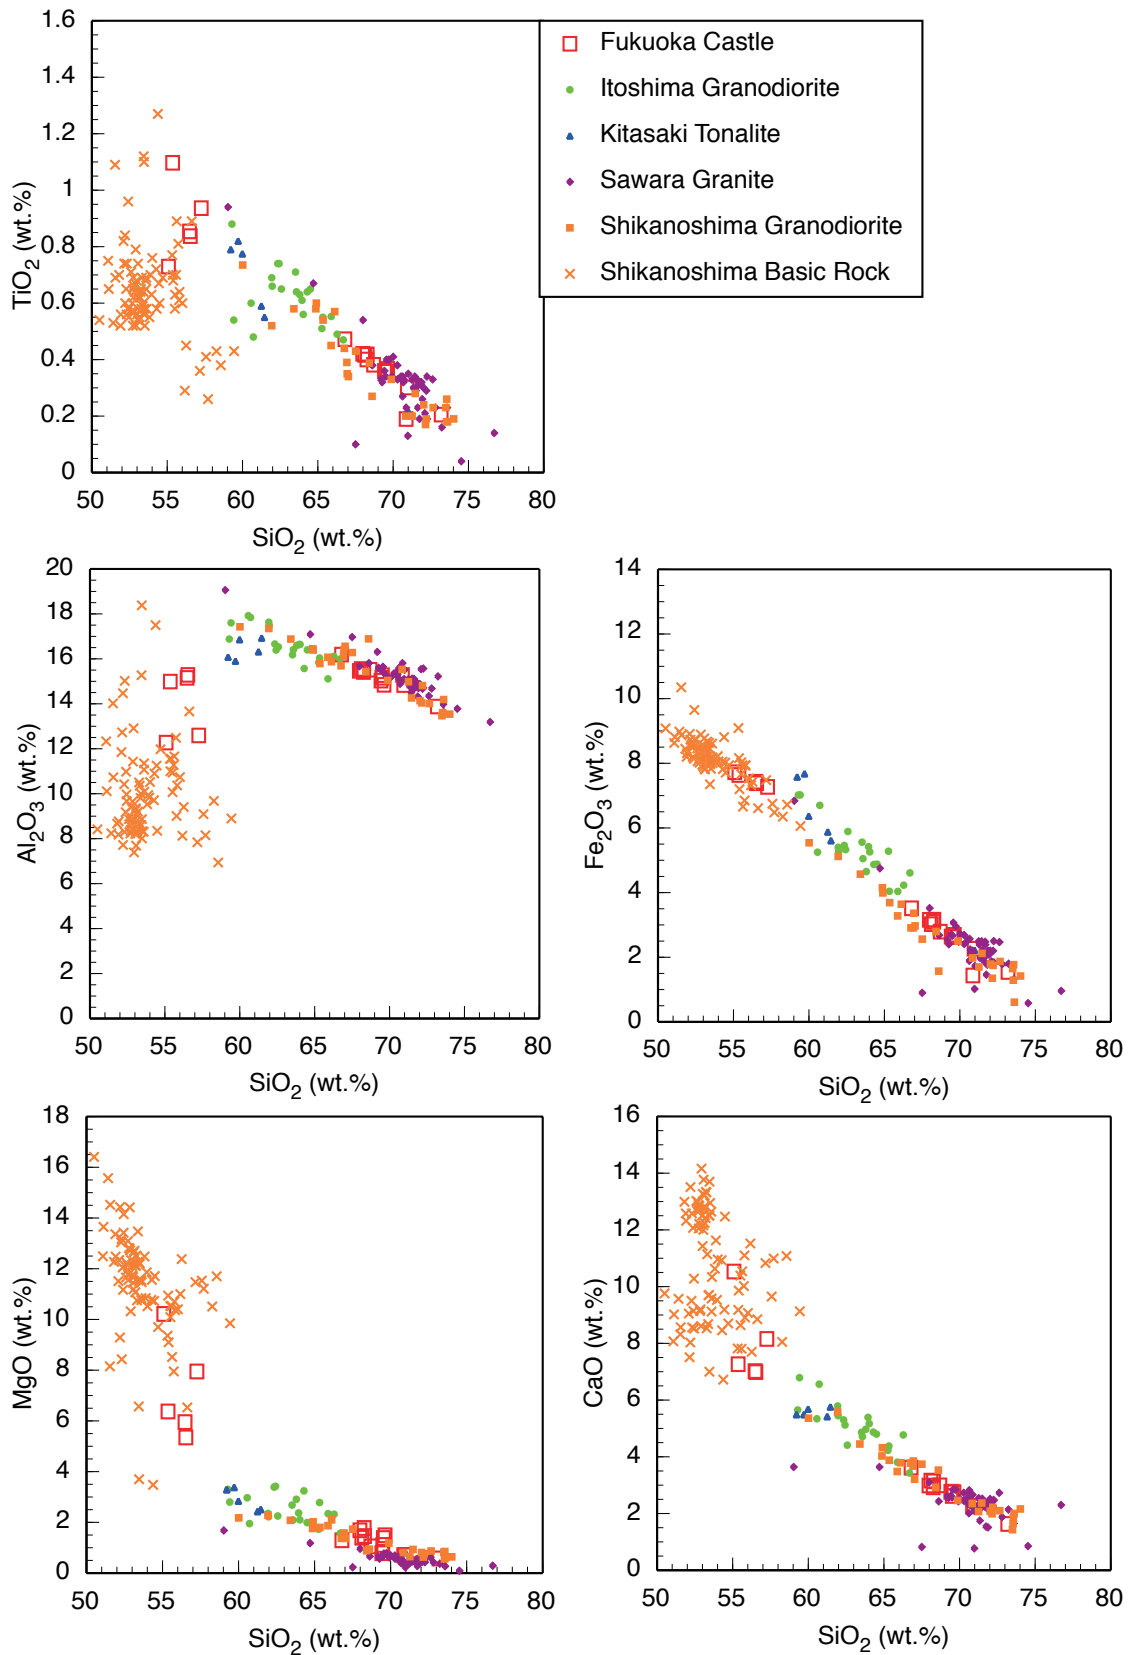 1.6
1.4
1.2
1
0.8
0.6
0.4
0.2
0
TiO2 (wt.%)
50 55 60 65 70 75 80
SiO2 (wt.%)
Fukuoka Castle
Itoshima Granodiorite
Kitasaki Tonalite
Sawara Granite
Shikanoshima Granodiorite
Shikanoshima Basic Rock
20
18
16
14
12
10
8
6
4
2
0
Al2O3 (wt.%)
50 55 60 65 70 75 80
SiO2 (wt.%)
14
12
10
8
6
4
2
0
Fe2O3 (wt.%)
50 55 60 65 70 75 80
SiO2 (wt.%)
18
16
14
12
10
8
6
4
2
0
MgO (wt.%)
50 55 60 65 70 75 80
SiO2 (wt.%)
16
14
12
10
8
6
4
2
0
CaO (wt.%)
50 55 60 65 70 75 80
SiO2 (wt.%)